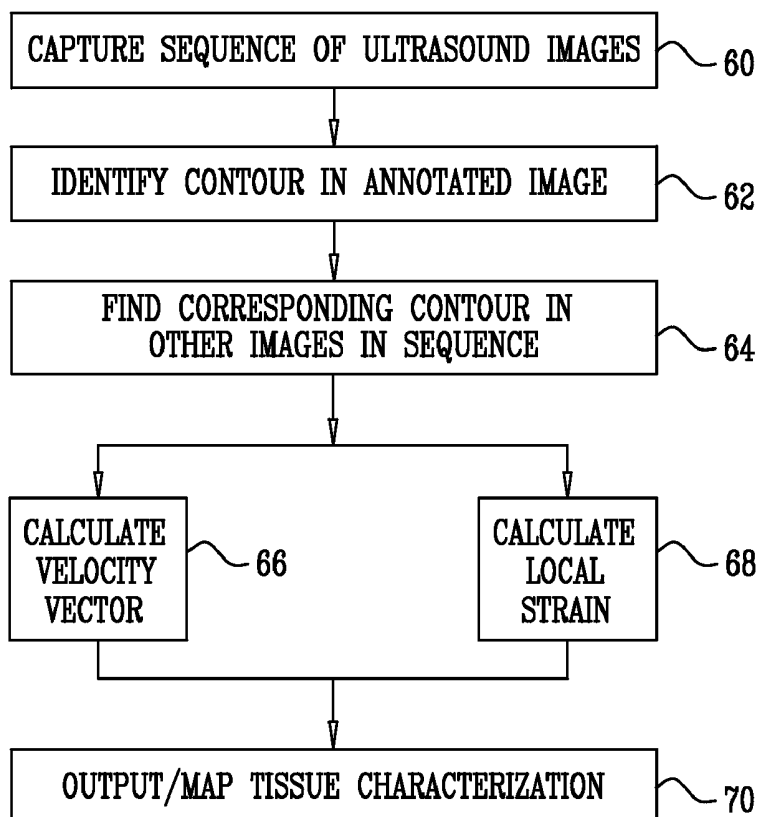 CAPTURE SEQUENCE OF ULTRASOUND IMAGES
60
IDENTIFY CONTOUR IN ANNOTATED IMAGE
62
FIND CORRESPONDING CONTOUR IN
OTHER IMAGES IN SEQUENCE
64
CALCULATE
VELOCITY
VECTOR
66
CALCULATE
LOCAL
STRAIN
68
OUTPUT/MAP TISSUE CHARACTERIZATION
70